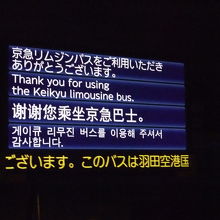 京急リムジンバスをご利用いただき
ありがとうございます。
Thank you for using
the Keikyu limousine bus.
谢谢您乘坐京急巴士。
게이큐 리무진 버스를 이용해 주셔서
감사합니다.
ございます。このバスは羽田空港国